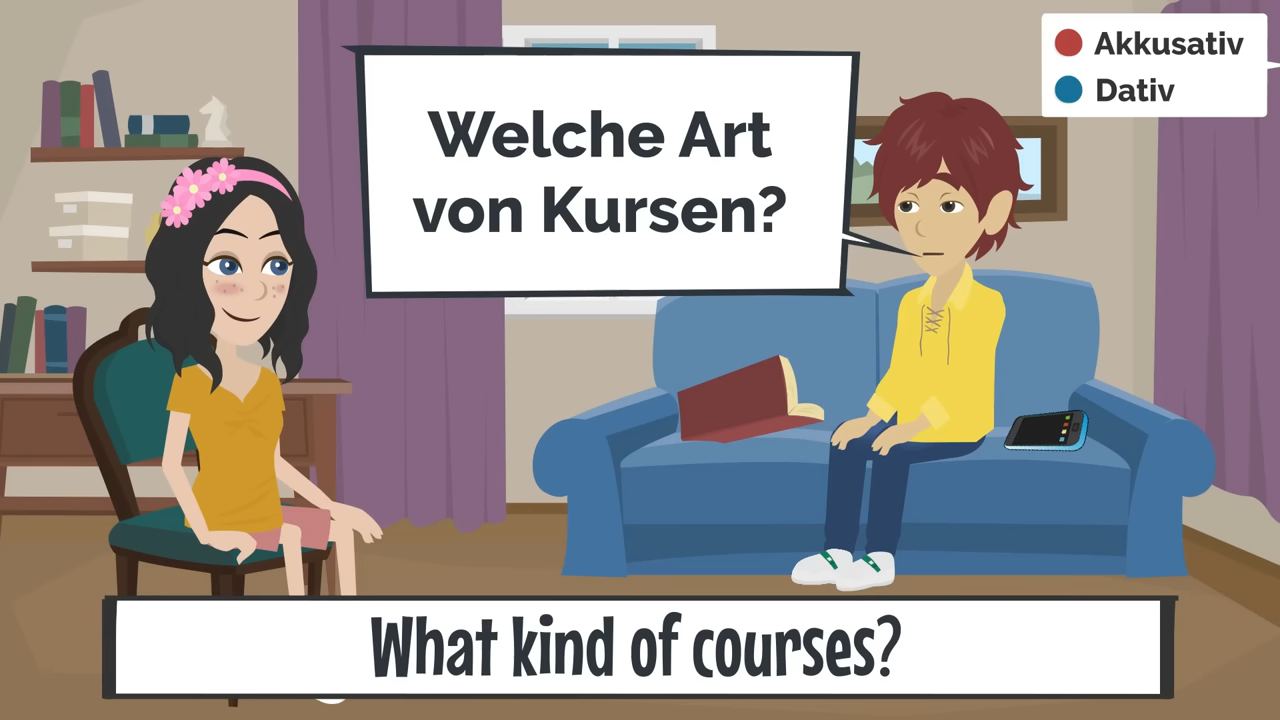 Akkusativ
Dativ
Welche Art
von Kursen?
What kind of courses?